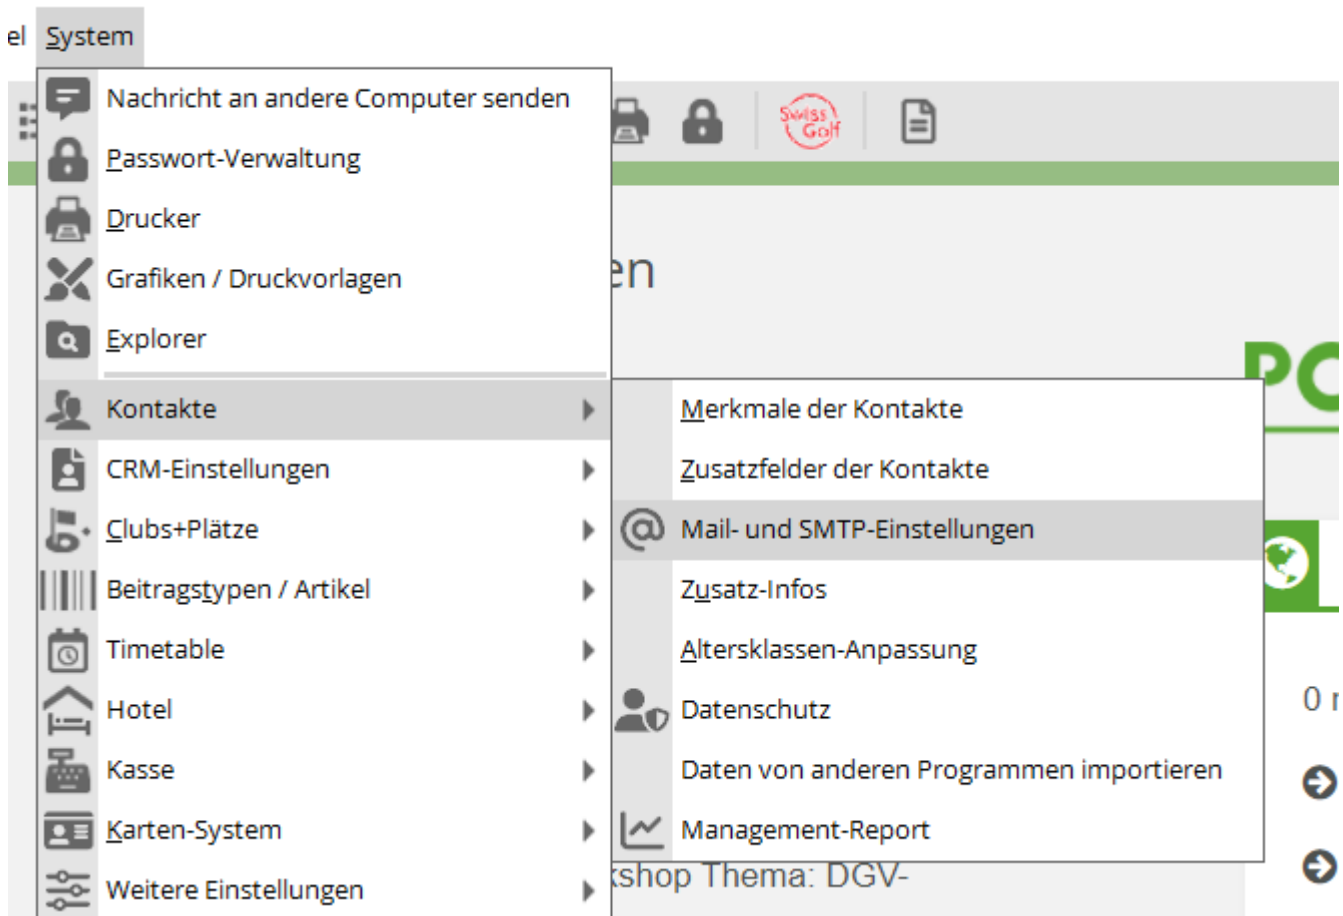 el System
Nachricht an andere Computer senden
Swiss
Golf
Passwort-Verwaltung
Drucker
Grafiken / Druckvorlagen
en
Explorer
PC
Kontakte
Merkmale der Kontakte
CRM-Einstellungen
Zusatzfelder der Kontakte
Clubs+Plätze
Mail- und SMTP-Einstellungen
Beitragstypen / Artikel
Zusatz-Infos
Timetable
Altersklassen-Anpassung
Hotel
Datenschutz
0
Kasse
Daten von anderen Programmen importieren
Karten-System
Management-Report
Weitere Einstellungen
shop Thema: DGV-